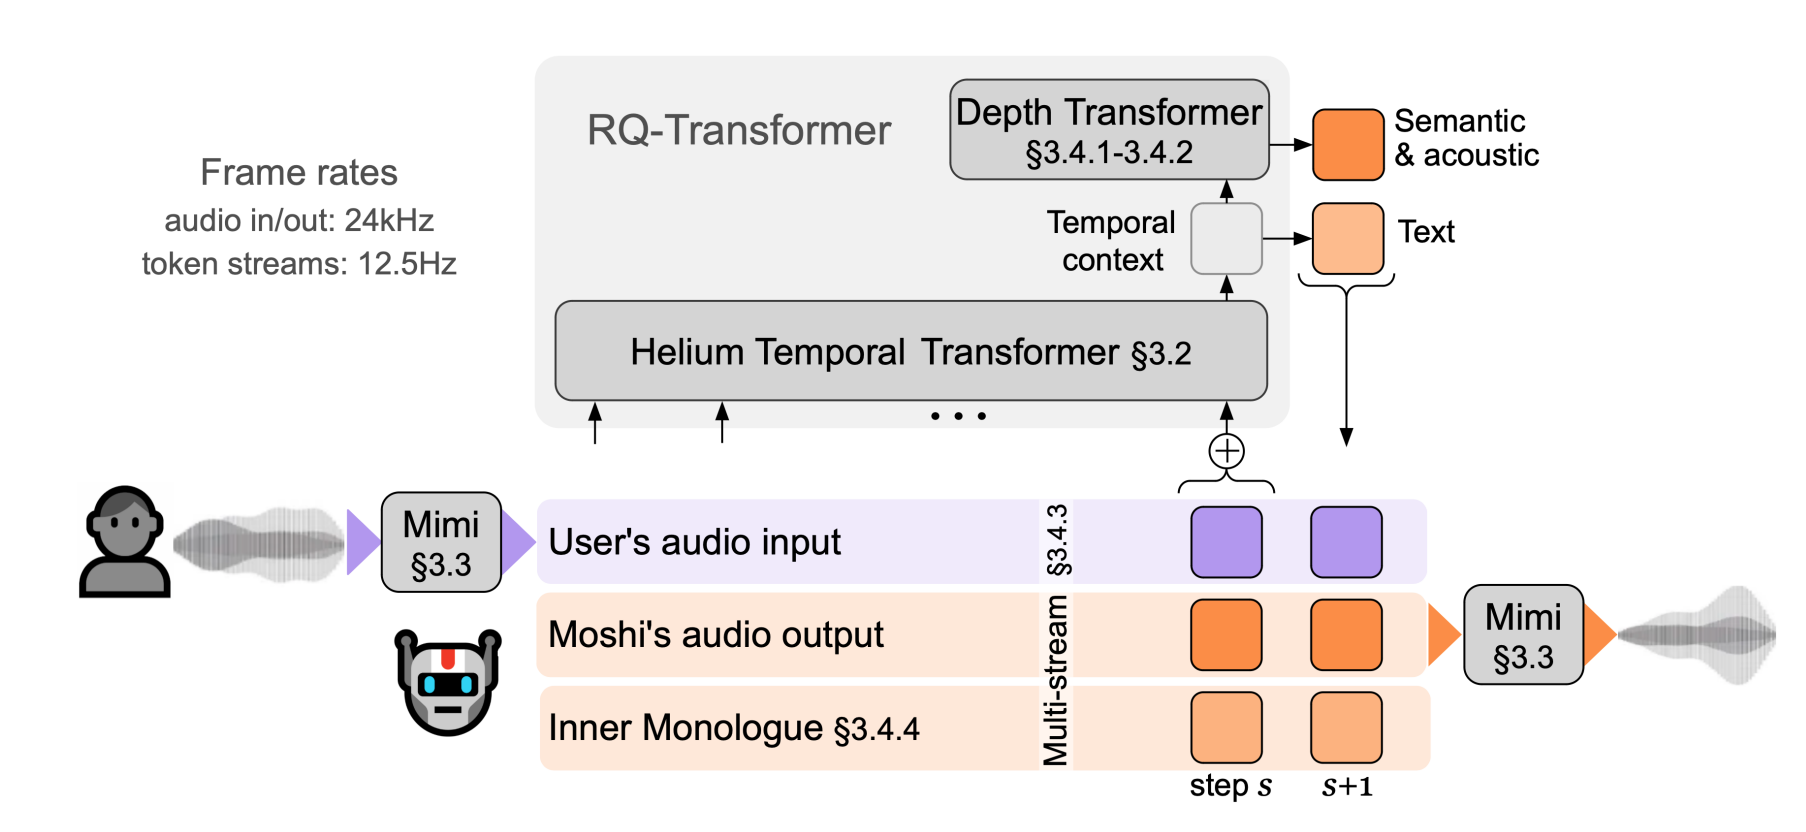 RQ-Transformer
Depth Transformer
§3.4.1-3.4.2
Semantic
& acoustic
Frame rates
audio in/out: 24kHz
token streams: 12.5Hz
Temporal
context
Text
Helium Temporal Transformer §3.2
...
Mimi
§3.3
User's audio input
Moshi's audio output
Inner Monologue §3.4.4
Multi-stream §3.4.3
Mimi
§3.3
step s
s+1